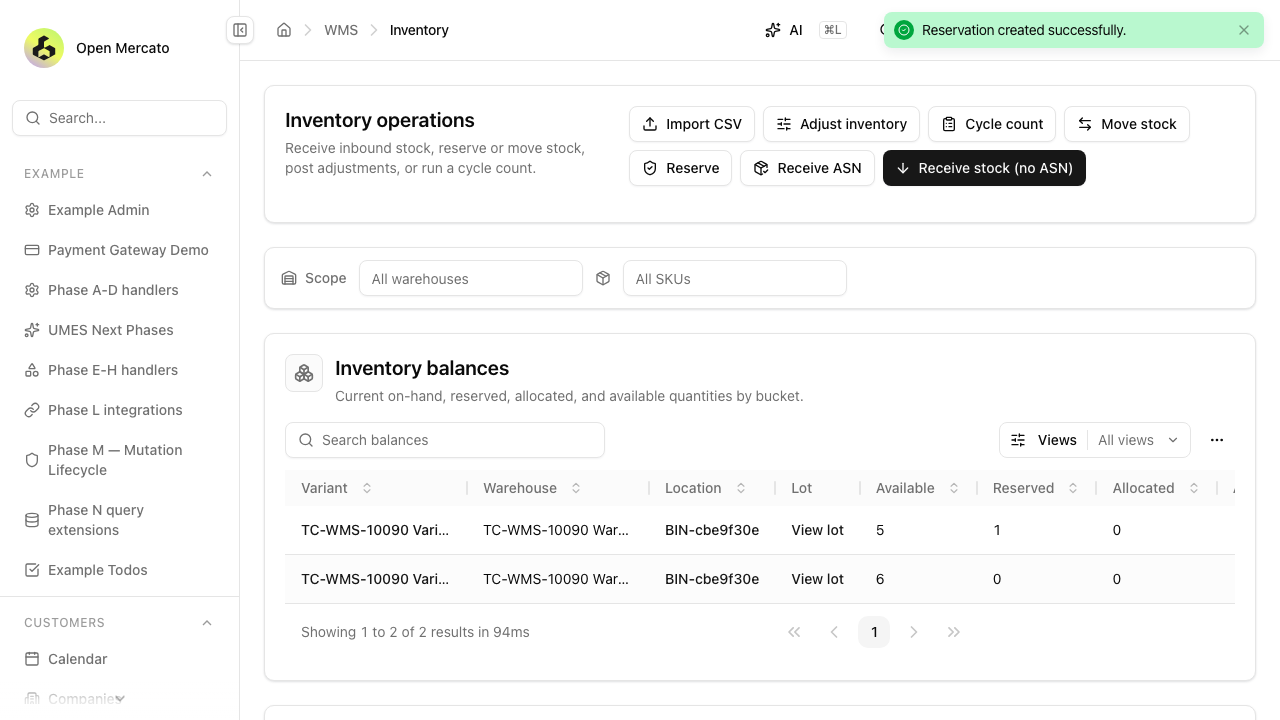 Open Mercato
Search...
EXAMPLE
Example Admin
Payment Gateway Demo
Phase A-D handlers
UMES Next Phases
Phase E-H handlers
Phase L integrations
Phase M — Mutation
Lifecycle
Phase N query
extensions
Example Todos
CUSTOMERS
Calendar
Companies
WMS
Inventory
AI
⌘L
Reservation created successfully.
Inventory operations
Receive inbound stock, reserve or move stock,
post adjustments, or run a cycle count.
Import CSV
Adjust inventory
Cycle count
Move stock
Reserve
Receive ASN
Receive stock (no ASN)
Scope
All warehouses
All SKUs
Inventory balances
Current on-hand, reserved, allocated, and available quantities by bucket.
Search balances
Views
All views
Variant Warehouse Location Lot Available Reserved Allocated
TC-WMS-10090 Vari... TC-WMS-10090 War... BIN-cbe9f30e View lot 5 1 0
TC-WMS-10090 Vari... TC-WMS-10090 War... BIN-cbe9f30e View lot 6 0 0
Showing 1 to 2 of 2 results in 94ms
1